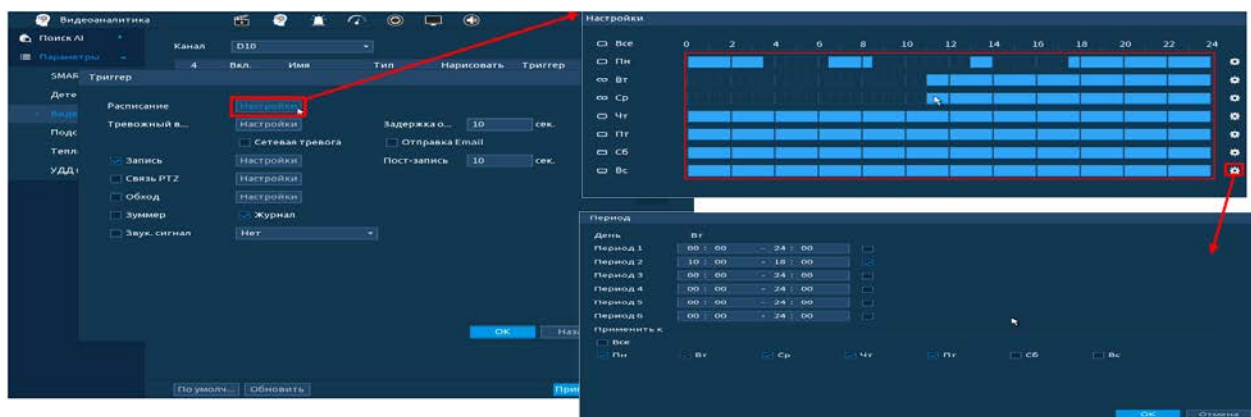 Видеоаналитика
Поиск AI
Параметры
SMAR
Дете
Виде
Подс
Тепл
УДД
Канал D10
4 Вкл. Имя Тип Нарисовать Триггер
Триггер
Расписание Настройки
Тревожный в... Настройки Задержка о... 10 сек.
Сетевая тревога Отправка Email
Запись Настройки Пост-запись 10 сек.
Связь PTZ Настройки
Обход Настройки
Зуммер Журнал
Звук. сигнал Нет
OK Наза
По умолч... Обновить При
Настройки
Все 0 2 4 6 8 10 12 14 16 18 20 22 24
Пн
Вт
Ср
Чт
Пт
Сб
Вс
Период
День Вт
Период 1 00 : 00 - 24 : 00
Период 2 10 : 00 - 18 : 00
Период 3 00 : 00 - 24 : 00
Период 4 00 : 00 - 24 : 00
Период 5 00 : 00 - 24 : 00
Период 6 00 : 00 - 24 : 00
Применить к
Все
Пн Вт Ср Чт Пт Сб Вс
OK Отмена